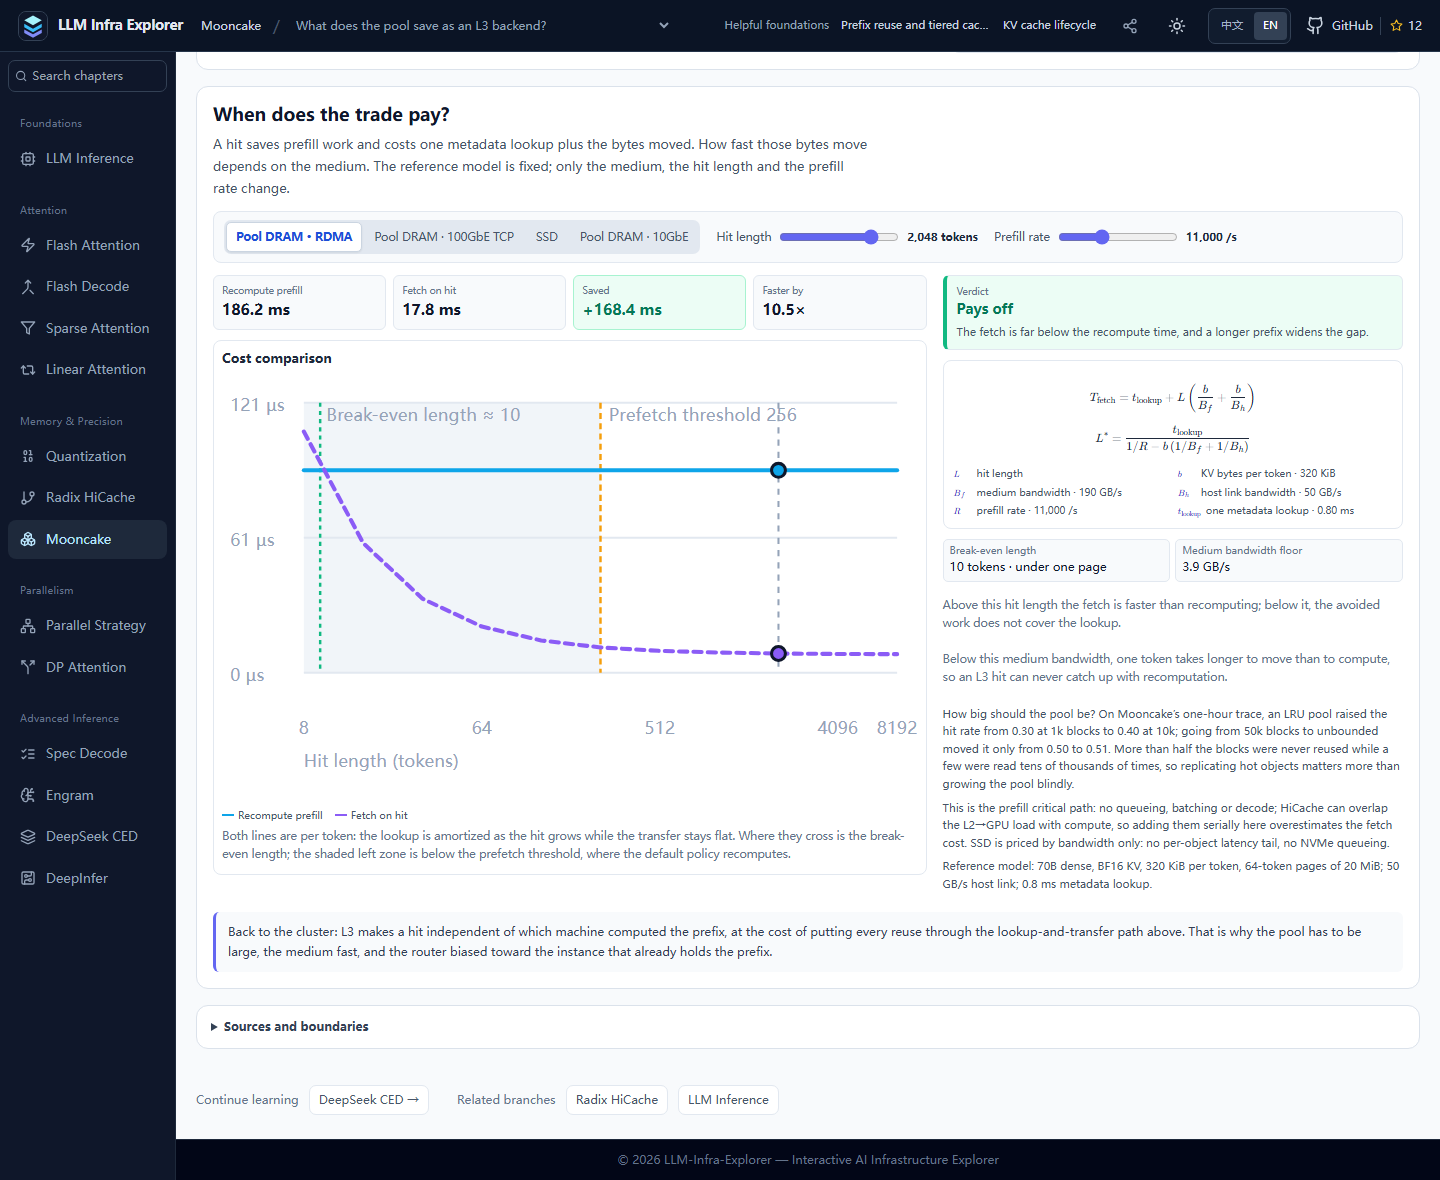 LLM Infra Explorer
Mooncake / What does the pool save as an L3 backend?
Helpful foundations Prefix reuse and tiered cac... KV cache lifecycle
中文 EN GitHub 12
Search chapters
Foundations
LLM Inference
Attention
Flash Attention
Flash Decode
Sparse Attention
Linear Attention
Memory & Precision
Quantization
Radix HiCache
Mooncake
Parallelism
Parallel Strategy
DP Attention
Advanced Inference
Spec Decode
Engram
DeepSeek CED
DeepInfer
When does the trade pay?
A hit saves prefill work and costs one metadata lookup plus the bytes moved. How fast those bytes move
depends on the medium. The reference model is fixed; only the medium, the hit length and the prefill
rate change.
Pool DRAM · RDMA Pool DRAM · 100GbE TCP SSD Pool DRAM · 10GbE Hit length 2,048 tokens Prefill rate 11,000 /s
Recompute prefill
186.2 ms
Fetch on hit
17.8 ms
Saved
+168.4 ms
Faster by
10.5×
Cost comparison
121 μs
61 μs
0 μs
Break-even length ≈ 10
Prefetch threshold 256
8 64 512 4096 8192
Hit length (tokens)
Recompute prefill Fetch on hit
Both lines are per token: the lookup is amortized as the hit grows while the transfer stays flat. Where they cross is the break-
even length; the shaded left zone is below the prefetch threshold, where the default policy recomputes.
Verdict
Pays off
The fetch is far below the recompute time, and a longer prefix widens the gap.
T_fetch = t_lookup + L (b/B_f + b/B_h)
L* = t_lookup / (1/R − b (1/B_f + 1/B_h))
L hit length
b KV bytes per token · 320 KiB
B_f medium bandwidth · 190 GB/s
B_h host link bandwidth · 50 GB/s
R prefill rate · 11,000 /s
t_lookup one metadata lookup · 0.80 ms
Break-even length
10 tokens · under one page
Medium bandwidth floor
3.9 GB/s
Above this hit length the fetch is faster than recomputing; below it, the avoided
work does not cover the lookup.
Below this medium bandwidth, one token takes longer to move than to compute,
so an L3 hit can never catch up with recomputation.
How big should the pool be? On Mooncake's one-hour trace, an LRU pool raised the
hit rate from 0.30 at 1k blocks to 0.40 at 10k; going from 50k blocks to unbounded
moved it only from 0.50 to 0.51. More than half the blocks were never reused while a
few were read tens of thousands of times, so replicating hot objects matters more than
growing the pool blindly.
This is the prefill critical path: no queueing, batching or decode; HiCache can overlap
the L2→GPU load with compute, so adding them serially here overestimates the fetch
cost. SSD is priced by bandwidth only: no per-object latency tail, no NVMe queueing.
Reference model: 70B dense, BF16 KV, 320 KiB per token, 64-token pages of 20 MiB; 50
GB/s host link; 0.8 ms metadata lookup.
Back to the cluster: L3 makes a hit independent of which machine computed the prefix, at the cost of putting every reuse through the lookup-and-transfer path above. That is why the pool has to be
large, the medium fast, and the router biased toward the instance that already holds the prefix.
Sources and boundaries
Continue learning DeepSeek CED → Related branches Radix HiCache LLM Inference
© 2026 LLM-Infra-Explorer — Interactive AI Infrastructure Explorer